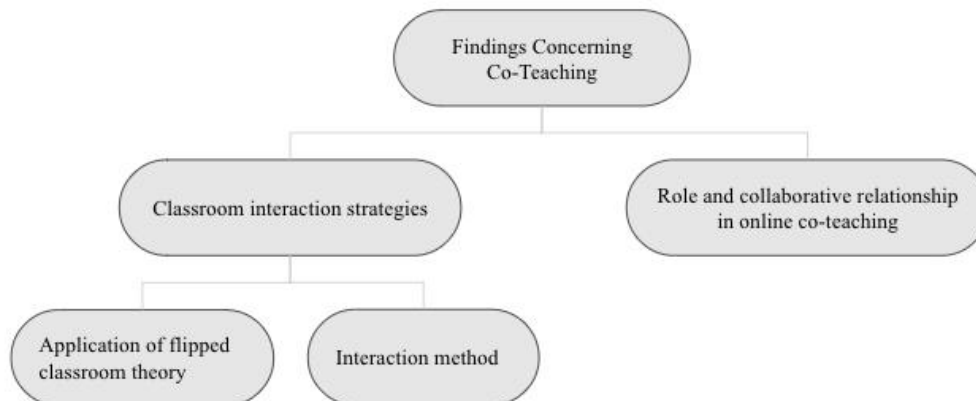 Findings Concerning
Co-Teaching
Classroom interaction strategies
Role and collaborative relationship
in online co-teaching
Application of flipped
classroom theory
Interaction method